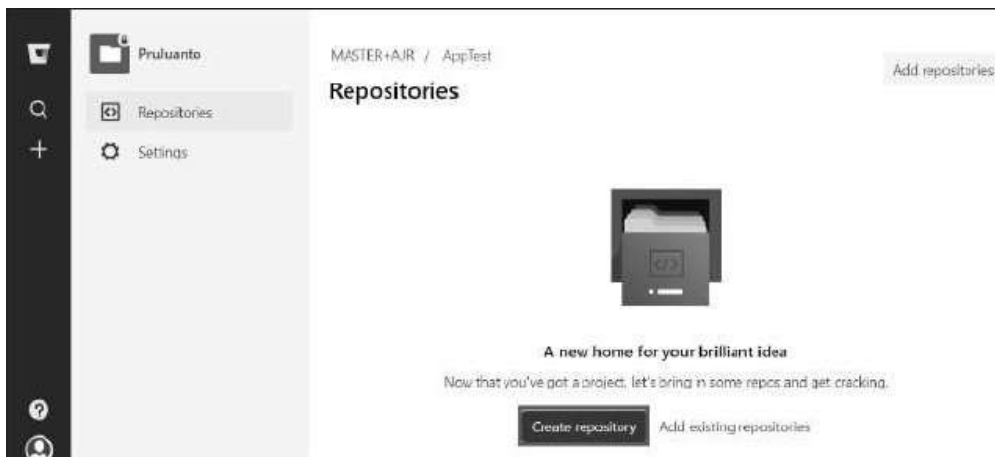 Pruluanto
Repositories
Settings
MASTER+AJR / AppTest
Repositories
Add repositories
</>
A new home for your brilliant idea
Now that you've got a project, let's bring in some repos and get cracking.
Create repository
Add existing repositories